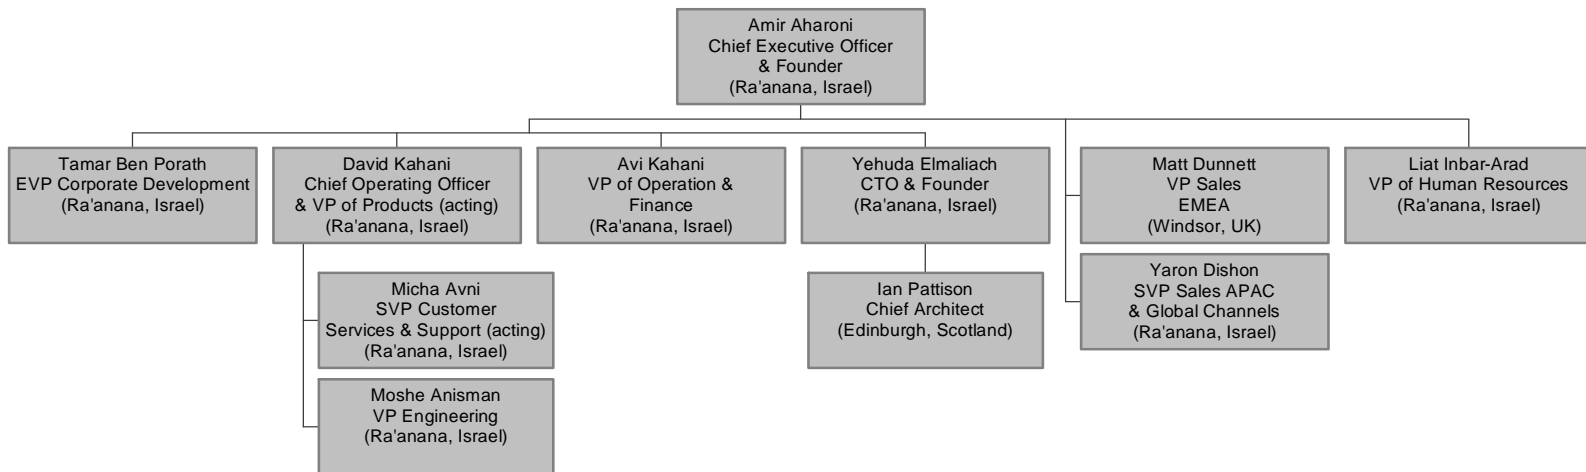 Amir Aharoni
Chief Executive Officer
& Founder
(Ra'anana, Israel)
Tamar Ben Porath
EVP Corporate Development
(Ra'anana, Israel)
David Kahani
Chief Operating Officer
& VP of Products (acting)
(Ra'anana, Israel)
Avi Kahani
VP of Operation &
Finance
(Ra'anana, Israel)
Yehuda Elmaliach
CTO & Founder
(Ra'anana, Israel)
Matt Dunnett
VP Sales
EMEA
(Windsor, UK)
Liat Inbar-Arad
VP of Human Resources
(Ra'anana, Israel)
Micha Avni
SVP Customer
Services & Support (acting)
(Ra'anana, Israel)
Ian Pattison
Chief Architect
(Edinburgh, Scotland)
Yaron Dishon
SVP Sales APAC
& Global Channels
(Ra'anana, Israel)
Moshe Anisman
VP Engineering
(Ra'anana, Israel)